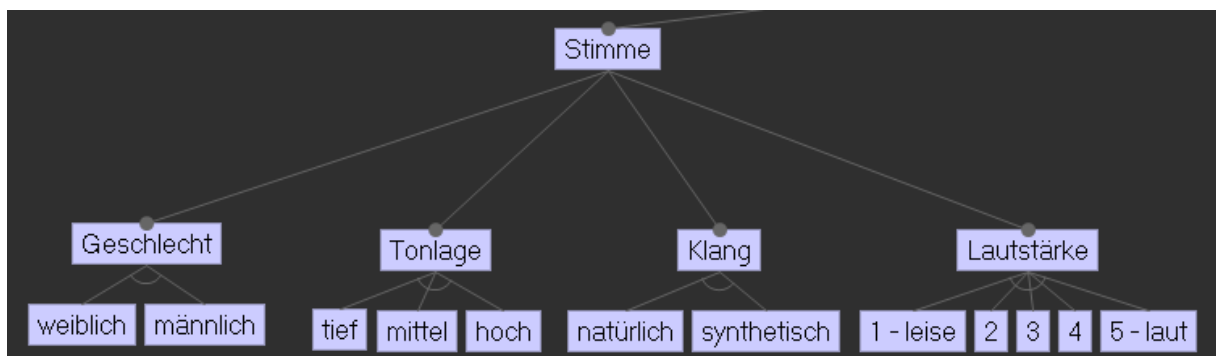 Stimme
Geschlecht
Tonlage
Klang
Lautstärke
weiblich
männlich
tief
mittel
hoch
natürlich
synthetisch
1 - leise
2
3
4
5 - laut